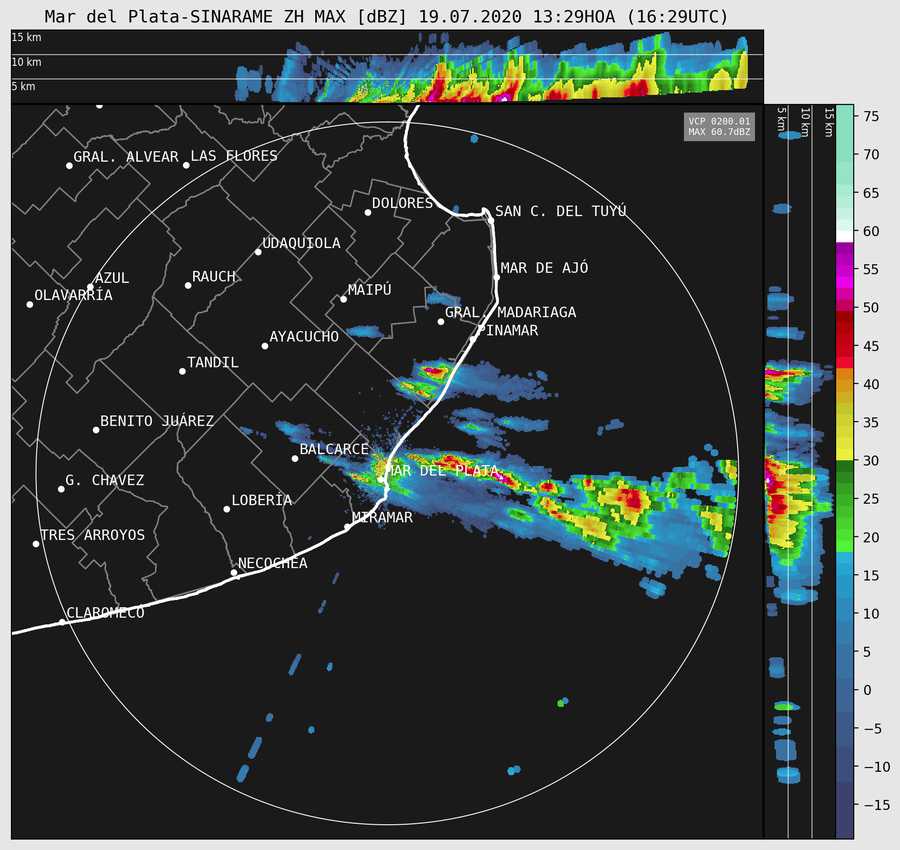 Mar del Plata-SINARAME ZH MAX [dBZ] 19.07.2020 13:29HOA (16:29UTC)
15 km
10 km
5 km
5 km
10 km
15 km
VCP 0200.01
MAX 60.7dBZ
GRAL. ALVEAR
LAS FLORES
DOLORES
SAN C. DEL TUYÚ
UDAQUIOLA
MAR DE AJÓ
AZUL
RAUCH
OLAVARRÍA
MAIPÚ
GRAL. MADARIAGA
PINAMAR
AYACUCHO
TANDIL
BENITO JUÁREZ
BALCARCE
MAR DEL PLATA
G. CHAVEZ
LOBERÍA
MIRAMAR
TRES ARROYOS
NECOCHEA
CLAROMECÓ
75
70
65
60
55
50
45
40
35
30
25
20
15
10
5
0
−5
−10
−15